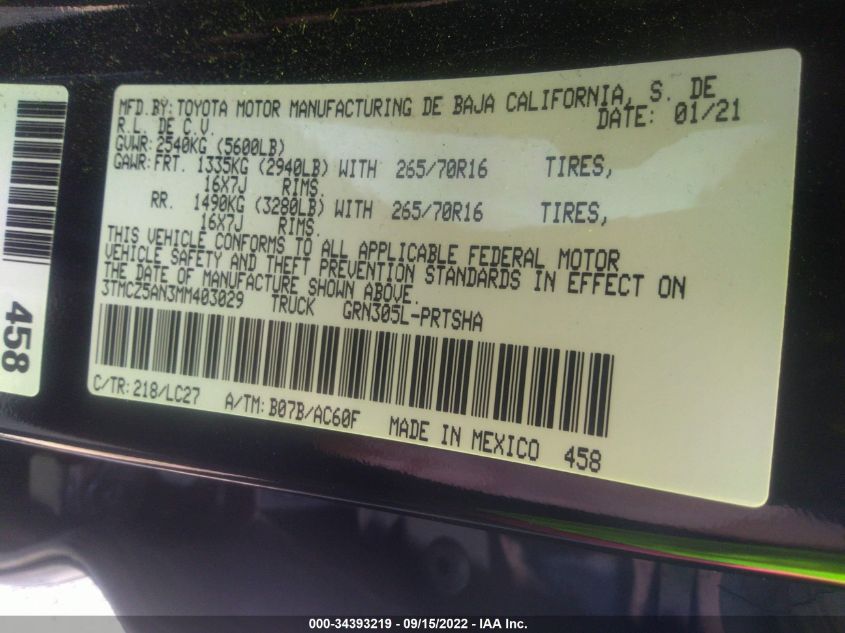 MFD. BY: TOYOTA MOTOR MANUFACTURING DE BAJA CALIFORNIA, S. DE
R.L. DE C.V. DATE: 01/21
GVWR: 2540KG (5600LB)
GAWR: FRT. 1335KG (2940LB) WITH 265/70R16 TIRES,
16X7J RIMS.
RR. 1490KG (3280LB) WITH 265/70R16 TIRES,
16X7J RIMS.
THIS VEHICLE CONFORMS TO ALL APPLICABLE FEDERAL MOTOR
VEHICLE SAFETY AND THEFT PREVENTION STANDARDS IN EFFECT ON
THE DATE OF MANUFACTURE SHOWN ABOVE.
3TMCZ5AN3MM403029 TRUCK GRN305L-PRTSHA
C/TR: 218/LC27 A/TM: B07B/AC60F MADE IN MEXICO 458
458
000-34393219 - 09/15/2022 - IAA Inc.